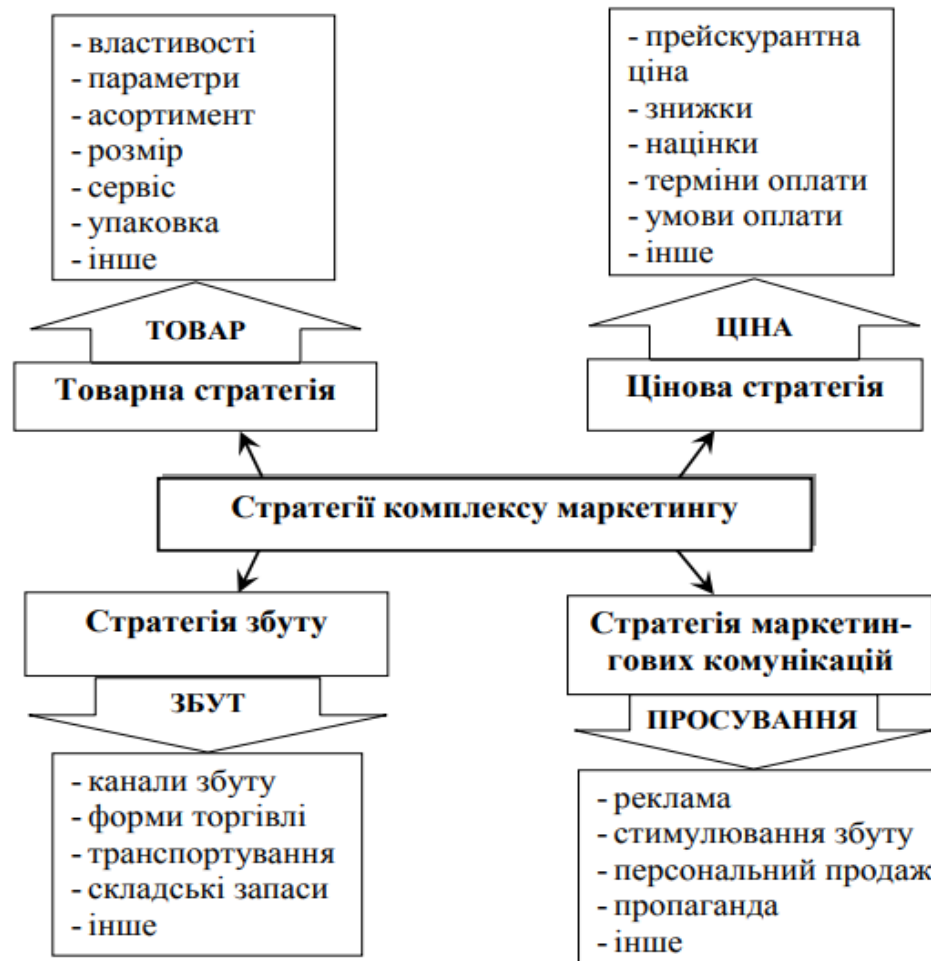 - властивості
- параметри
- асортимент
- розмір
- сервіс
- упаковка
- інше
ТОВАР
Товарна стратегія
- прейскурантна
ціна
- знижки
- націнки
- терміни оплати
- умови оплати
- інше
ЦІНА
Цінова стратегія
Стратегії комплексу маркетингу
Стратегія збуту
ЗБУТ
- канали збуту
- форми торгівлі
- транспортування
- складські запаси
- інше
Стратегія маркетин-
гових комунікацій
ПРОСУВАННЯ
- реклама
- стимулювання збуту
- персональний продаж
- пропаганда
- інше